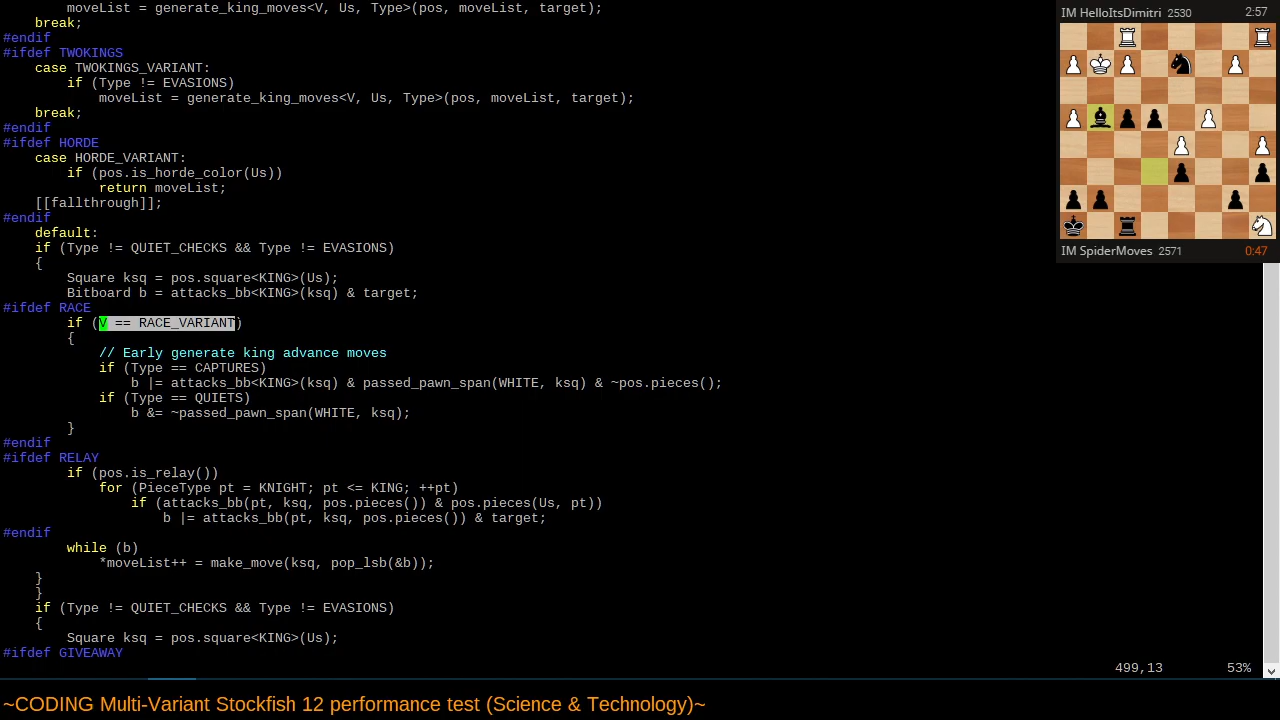 moveList = generate_king_moves<V, Us, Type>(pos, moveList, target);
break;
#endif
#ifdef TWOKINGS
case TWOKINGS_VARIANT:
if (Type != EVASIONS)
moveList = generate_king_moves<V, Us, Type>(pos, moveList, target);
break;
#endif
#ifdef HORDE
case HORDE_VARIANT:
if (pos.is_horde_color(Us))
return moveList;
[[fallthrough]];
#endif
default:
if (Type != QUIET_CHECKS && Type != EVASIONS)
{
Square ksq = pos.square<KING>(Us);
Bitboard b = attacks_bb<KING>(ksq) & target;
#ifdef RACE
if (V == RACE_VARIANT)
{
// Early generate king advance moves
if (Type == CAPTURES)
b |= attacks_bb<KING>(ksq) & passed_pawn_span(WHITE, ksq) & ~pos.pieces();
if (Type == QUIETS)
b &= ~passed_pawn_span(WHITE, ksq);
}
#endif
#ifdef RELAY
if (pos.is_relay())
for (PieceType pt = KNIGHT; pt <= KING; ++pt)
if (attacks_bb(pt, ksq, pos.pieces()) & pos.pieces(Us, pt))
b |= attacks_bb(pt, ksq, pos.pieces()) & target;
#endif
while (b)
*moveList++ = make_move(ksq, pop_lsb(&b));
}
}
if (Type != QUIET_CHECKS && Type != EVASIONS)
{
Square ksq = pos.square<KING>(Us);
#ifdef GIVEAWAY
499,13 53%
IM HelloItsDimitri 2530 2:57
IM SpiderMoves 2571 0:47
~CODING Multi-Variant Stockfish 12 performance test (Science & Technology)~